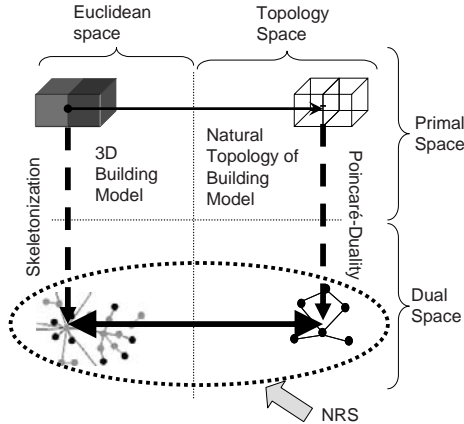 Euclidean
space
Topology
Space
3D
Building
Model
Natural
Topology of
Building
Model
Skeletonization
Poincaré-Duality
Primal
Space
Dual
Space
NRS